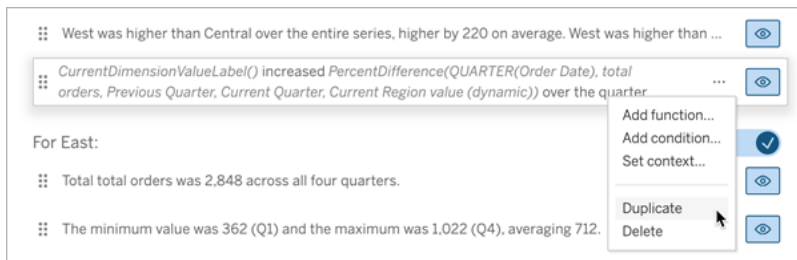 West was higher than Central over the entire series, higher by 220 on average. West was higher than ...
CurrentDimensionValueLabel() increased PercentDifference(QUARTER(Order Date), total
orders, Previous Quarter, Current Quarter, Current Region value (dynamic)) over the quarter
...
Add function...
Add condition...
Set context...
Duplicate
Delete
For East:
Total total orders was 2,848 across all four quarters.
The minimum value was 362 (Q1) and the maximum was 1,022 (Q4), averaging 712.